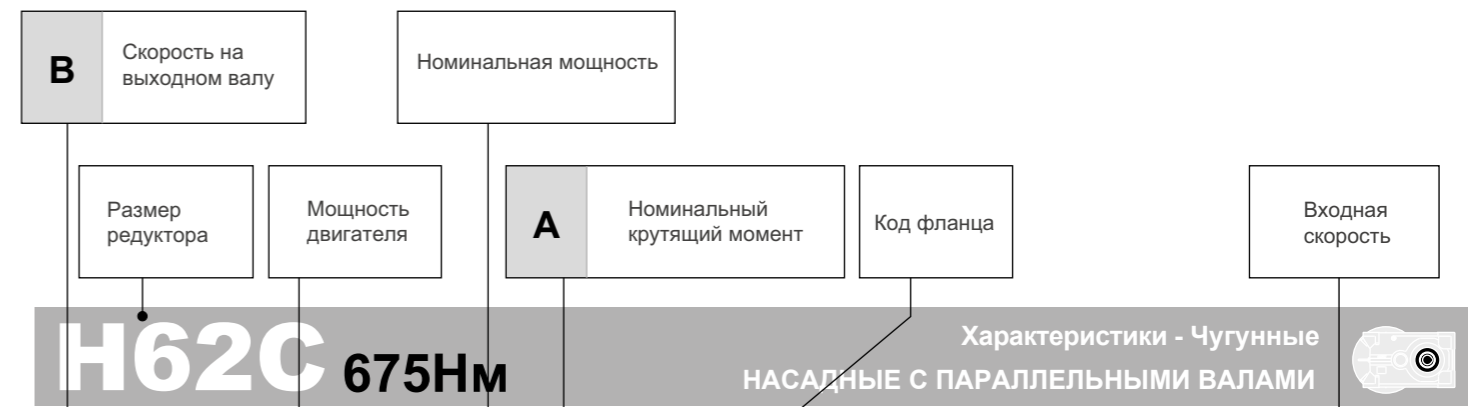 B
Скорость на
выходном валу
Номинальная мощность
Размер
редуктора
Мощность
двигателя
A
Номинальный
крутящий момент
Код фланца
Входная
скорость
H62C 675Нм
Характеристики - Чугунные
НАСАДНЫЕ С ПАРАЛЛЕЛЬНЫМИ ВАЛАМИ